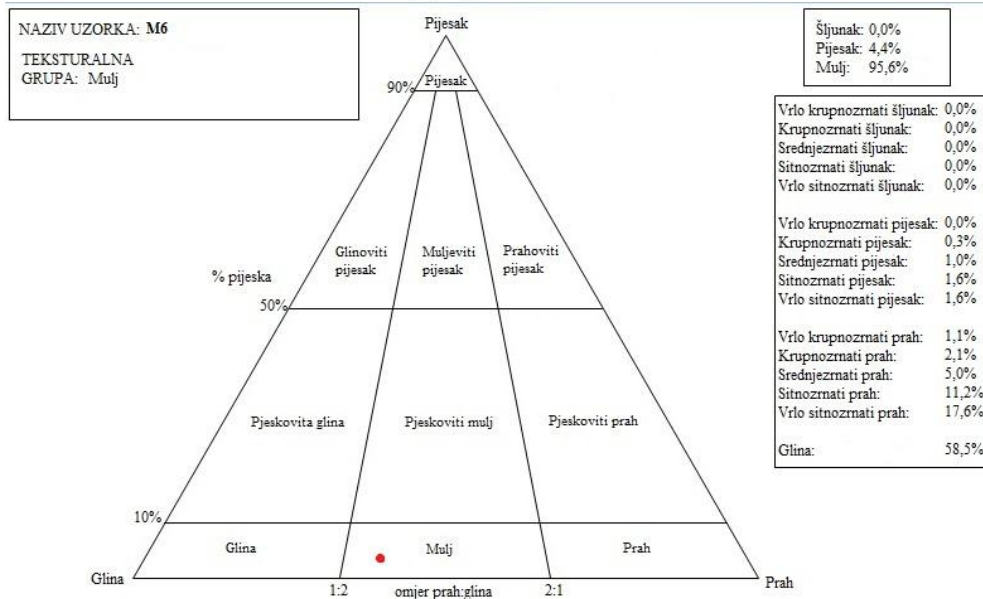 NAZIV UZORKA: M6
TEKSTURALNA
GRUPA: Mulj
Šljunak: 0,0%
Pijesak: 4,4%
Mulj: 95,6%
Vrlo krupnozrnati šljunak: 0,0%
Krupnozrnati šljunak: 0,0%
Srednjezrnati šljunak: 0,0%
Sitnozrnati šljunak: 0,0%
Vrlo sitnozrnati šljunak: 0,0%
Vrlo krupnozrnati pijesak: 0,0%
Krupnozrnati pijesak: 0,3%
Srednjezrnati pijesak: 1,0%
Sitnozrnati pijesak: 1,6%
Vrlo sitnozrnati pijesak: 1,6%
Vrlo krupnozrnati prah: 1,1%
Krupnozrnati prah: 2,1%
Srednjezrnati prah: 5,0%
Sitnozrnati prah: 11,2%
Vrlo sitnozrnati prah: 17,6%
Glina: 58,5%
Pijesak
90%
Pijesak
Glinoviti
pijesak
Muljeviti
pijesak
Prahoviti
pijesak
% pijeska
50%
Pjeskovita glina
Pjeskoviti mulj
Pjeskoviti prah
10%
Glina
Mulj
Prah
Glina
1:2
omjer prah:glina
2:1
Prah